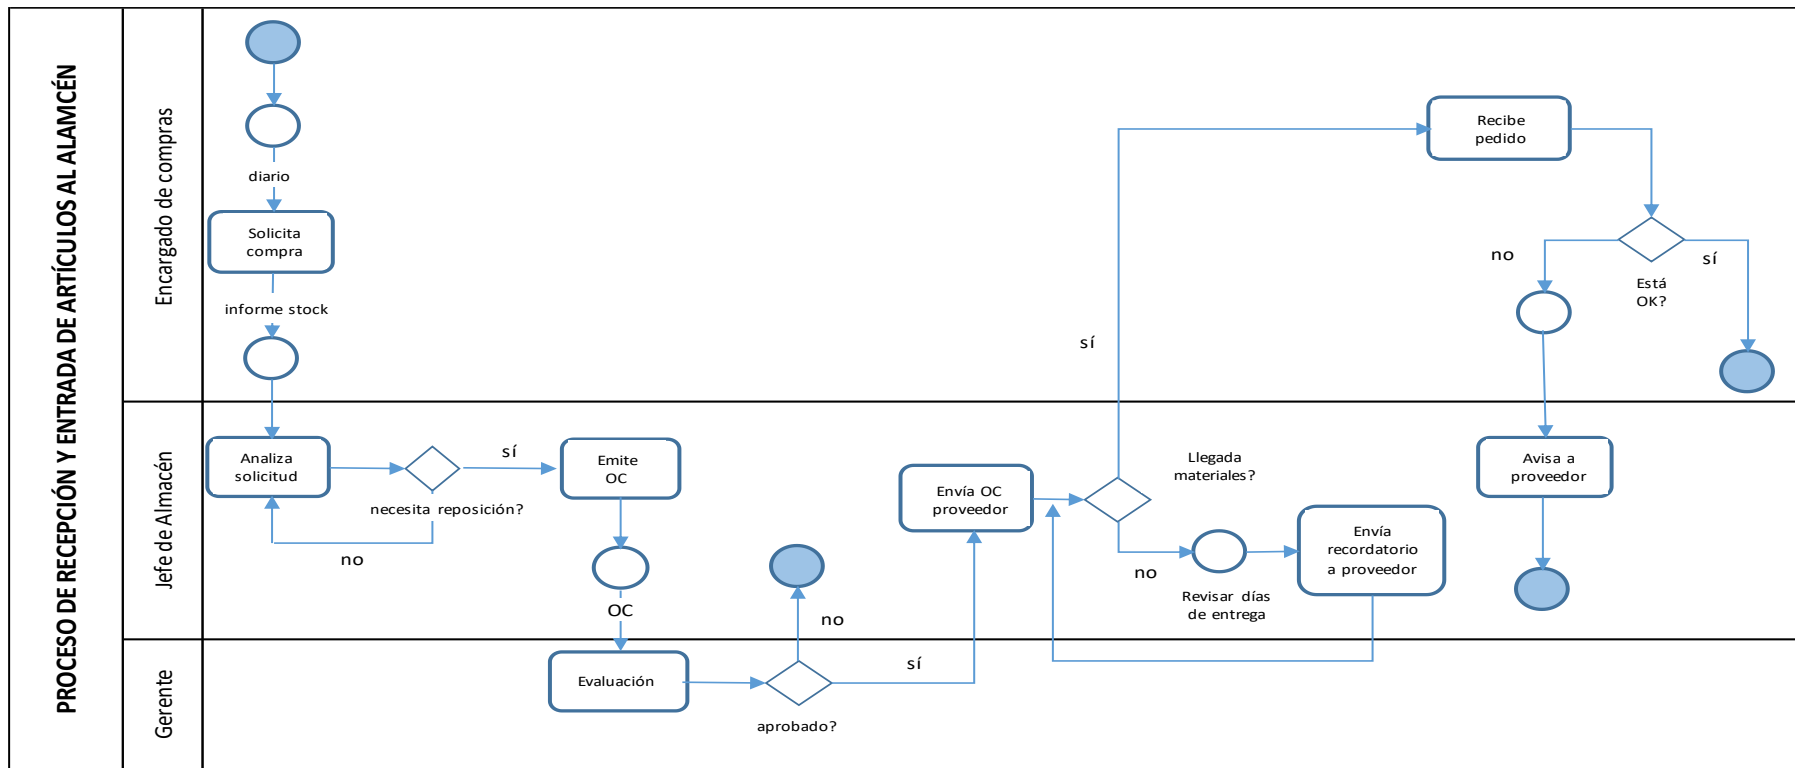 PROCESO DE RECEPCIÓN Y ENTRADA DE ARTÍCULOS AL ALAMCÉN
Encargado de compras
diario
Solicita
compra
informe stock
Recibe
pedido
no
sí
Está
OK?
sí
Jefe de Almacén
Analiza
solicitud
sí
necesita reposición?
no
Emite
OC
OC
no
Envía OC
proveedor
Llegada
materiales?
no
Revisar días
de entrega
Envía
recordatorio
a proveedor
Avisa a
proveedor
Gerente
Evaluación
aprobado?
sí